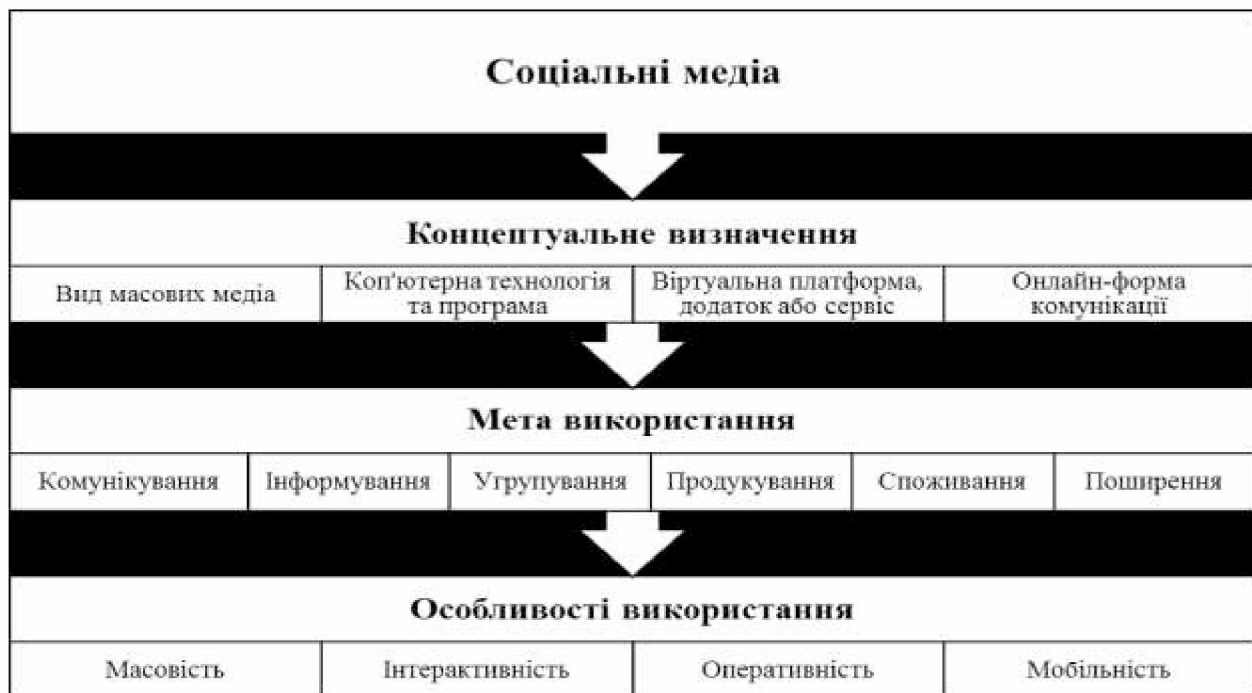 Соціальні медіа
Концептуальне визначення
Вид масових медіа
Коп'ютерна технологія
та програма
Віртуальна платформа,
додаток або сервіс
Онлайн-форма
комунікації
Мета використання
Комунікування
Інформування
Угрупування
Продукування
Споживання
Поширення
Особливості використання
Масовість
Інтерактивність
Оперативність
Мобільність